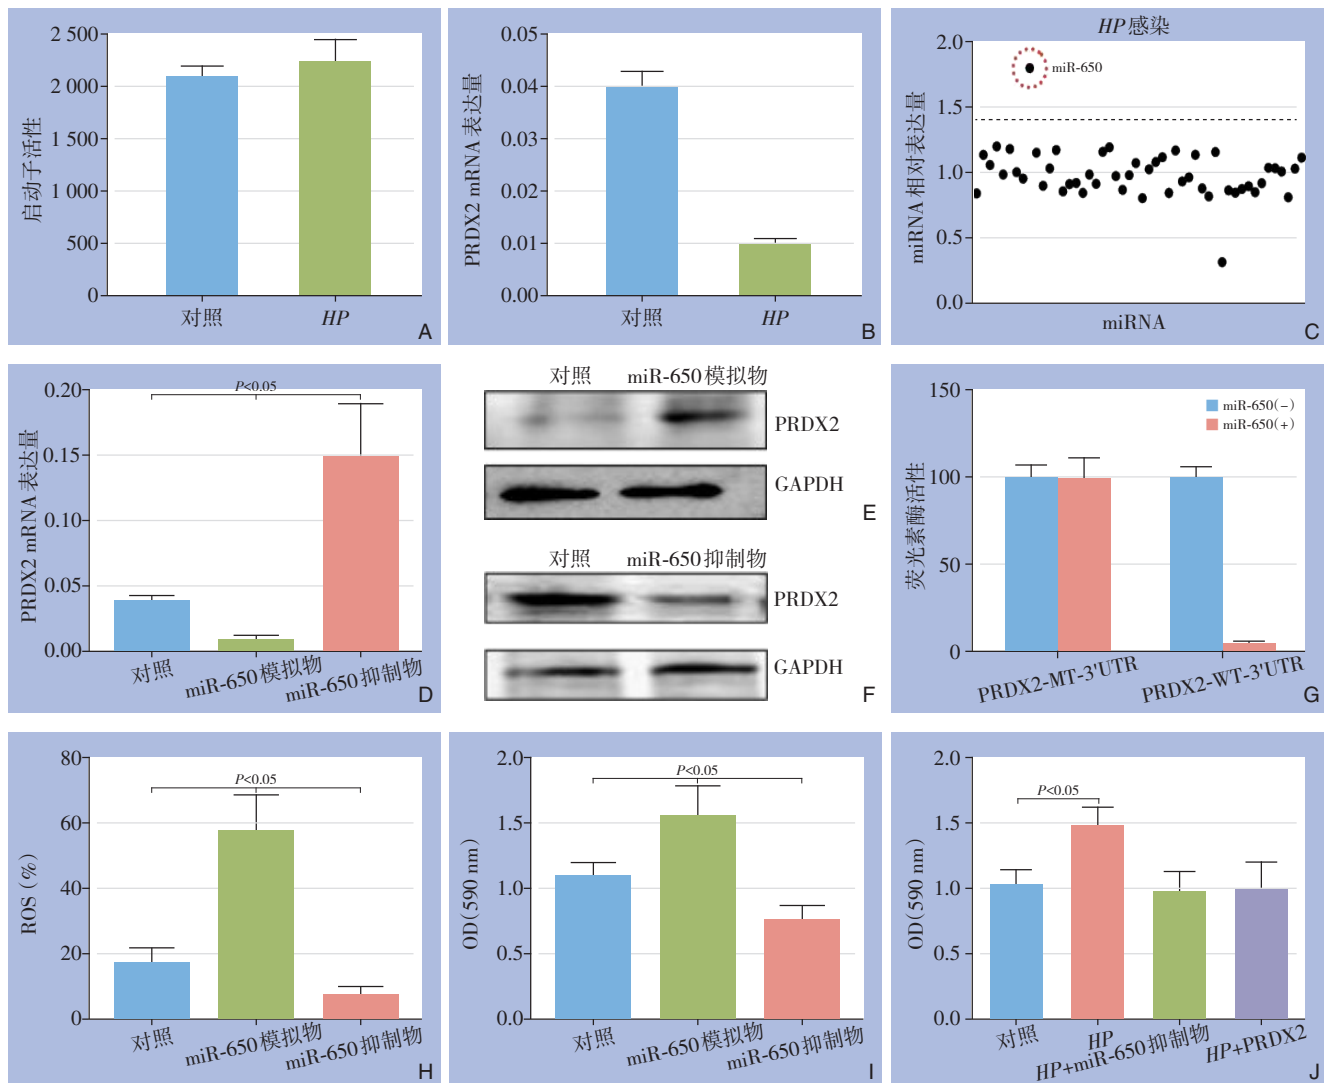 2 500
2 000
1 500
1 000
500
0
启动子活性
对照
HP
A
0.05
0.04
0.03
0.02
0.01
0.00
PRDX2 mRNA 表达量
对照
HP
B
HP 感染
2.0
1.5
1.0
0.5
0.0
miRNA 相对表达量
miR-650
miRNA
C
0.20
0.15
0.10
0.05
0.00
PRDX2 mRNA 表达量
P<0.05
对照
miR-650 模拟物
miR-650 抑制物
D
对照 miR-650 模拟物
PRDX2
GAPDH
E
对照 miR-650 抑制物
PRDX2
GAPDH
F
150
100
50
0
荧光素酶活性
miR-650(-)
miR-650(+)
PRDX2-MT-3'UTR
PRDX2-WT-3'UTR
G
80
60
40
20
0
ROS (%)
P<0.05
对照
miR-650 模拟物
miR-650 抑制物
H
2.0
1.5
1.0
0.5
0.0
OD(590 nm)
P<0.05
对照
miR-650 模拟物
miR-650 抑制物
I
2.0
1.5
1.0
0.5
0.0
OD(590 nm)
P<0.05
对照
HP
HP+miR-650 抑制物
HP+PRDX2
J